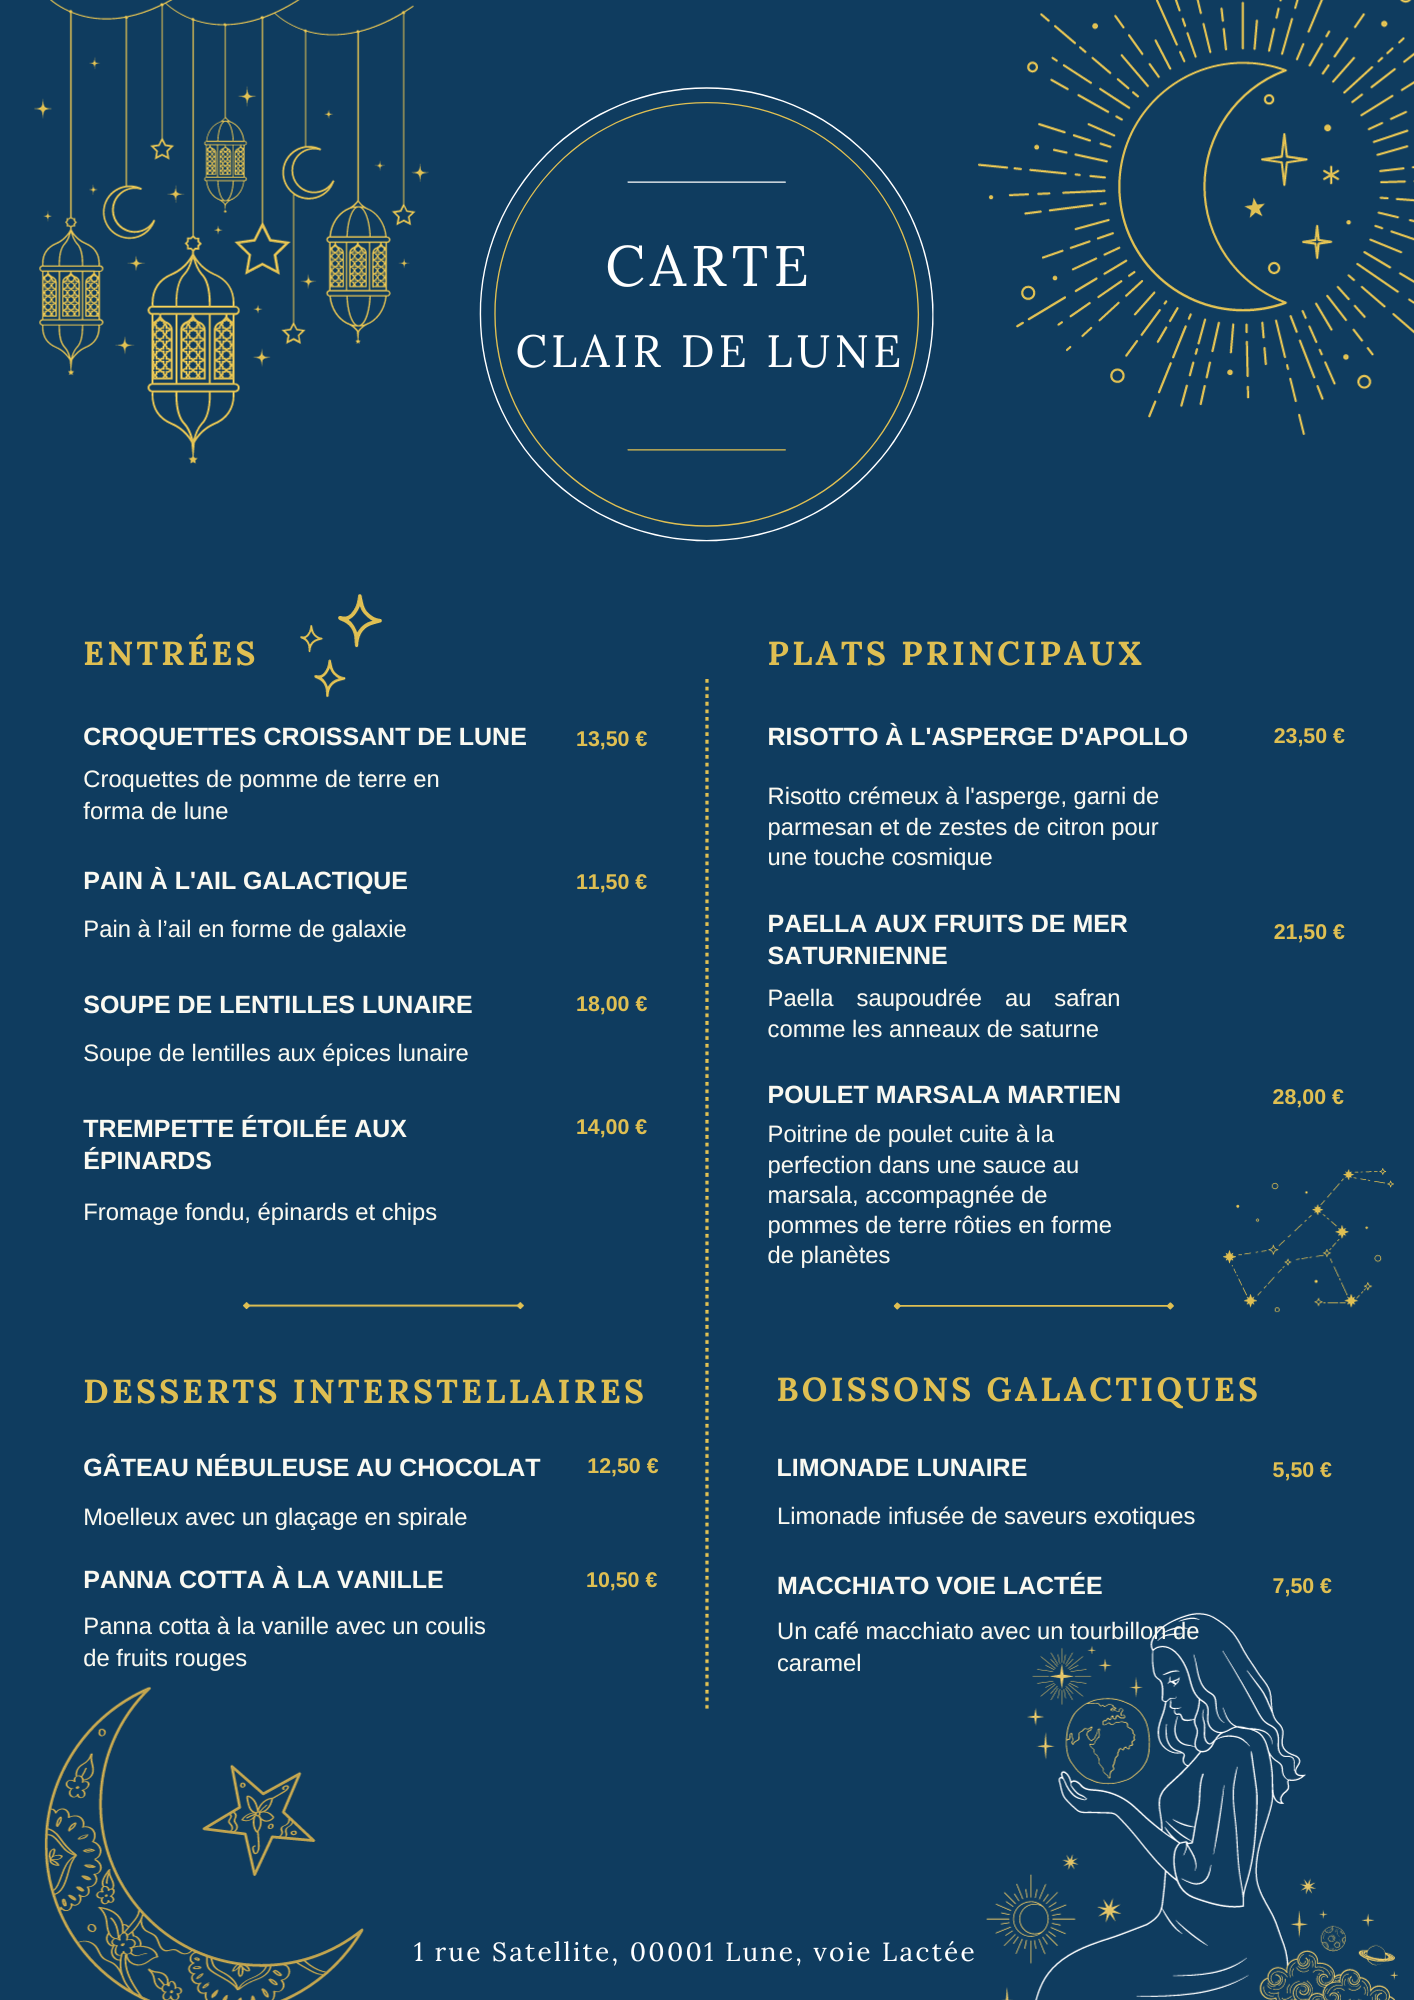 CARTE
CLAIR DE LUNE
ENTRÉES
CROQUETTES CROISSANT DE LUNE 13,50 €
Croquettes de pomme de terre en
forma de lune
PAIN À L'AIL GALACTIQUE 11,50 €
Pain à l’ail en forme de galaxie
SOUPE DE LENTILLES LUNAIRE 18,00 €
Soupe de lentilles aux épices lunaire
TREMPETTE ÉTOILÉE AUX 14,00 €
ÉPINARDS
Fromage fondu, épinards et chips
PLATS PRINCIPAUX
RISOTTO À L'ASPERGE D'APOLLO 23,50 €
Risotto crémeux à l'asperge, garni de
parmesan et de zestes de citron pour
une touche cosmique
PAELLA AUX FRUITS DE MER 21,50 €
SATURNIENNE
Paella saupoudrée au safran
comme les anneaux de saturne
POULET MARSALA MARTIEN 28,00 €
Poitrine de poulet cuite à la
perfection dans une sauce au
marsala, accompagnée de
pommes de terre rôties en forme
de planètes
DESSERTS INTERSTELLAIRES
GÂTEAU NÉBULEUSE AU CHOCOLAT 12,50 €
Moelleux avec un glaçage en spirale
PANNA COTTA À LA VANILLE 10,50 €
Panna cotta à la vanille avec un coulis
de fruits rouges
BOISSONS GALACTIQUES
LIMONADE LUNAIRE 5,50 €
Limonade infusée de saveurs exotiques
MACCHIATO VOIE LACTÉE 7,50 €
Un café macchiato avec un tourbillon de
caramel
1 rue Satellite, 00001 Lune, voie Lactée